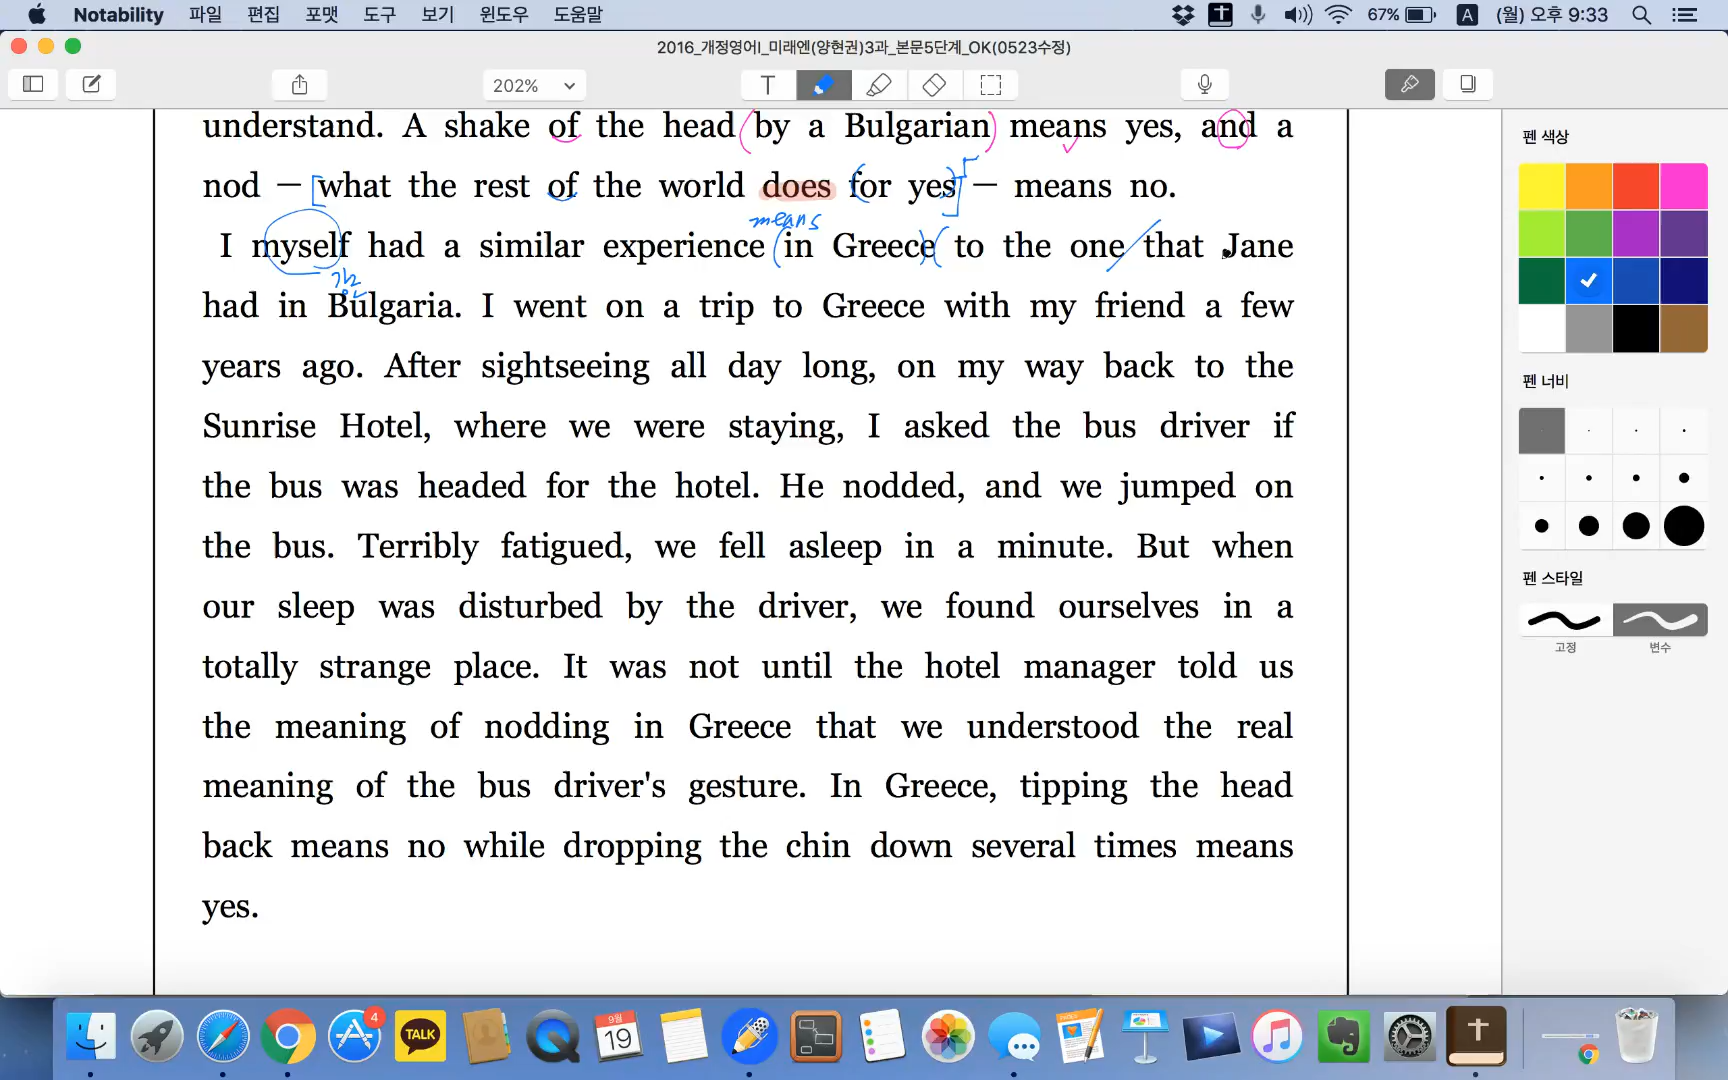 Notability 파일 편집 포맷 도구 보기 윈도우 도움말 67% A (월) 오후 9:33
2016_개정영어I_미래엔(양현권)3과_본문5단계_OK(0523수정)
202% T
understand. A shake of the head (by a Bulgarian) means yes, and a
nod – [what the rest of the world does (for yes)] – means no.
means
I myself had a similar experience (in Greece) (to the one / that Jane
had in Bulgaria. I went on a trip to Greece with my friend a few
years ago. After sightseeing all day long, on my way back to the
Sunrise Hotel, where we were staying, I asked the bus driver if
the bus was headed for the hotel. He nodded, and we jumped on
the bus. Terribly fatigued, we fell asleep in a minute. But when
our sleep was disturbed by the driver, we found ourselves in a
totally strange place. It was not until the hotel manager told us
the meaning of nodding in Greece that we understood the real
meaning of the bus driver's gesture. In Greece, tipping the head
back means no while dropping the chin down several times means
yes.
펜 색상
펜 너비
펜 스타일
고정 변수
4
TALK
9월
19